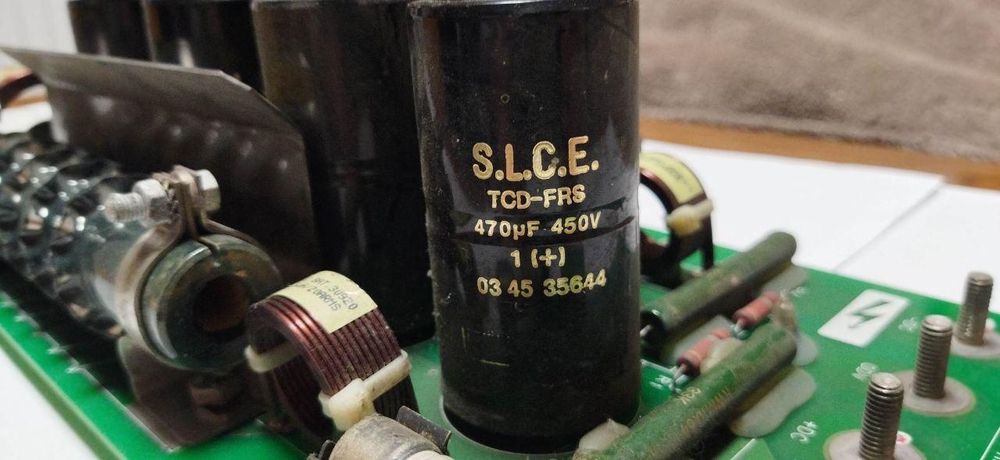 S.L.C.E.
TCD-FRS
470µF 450V
1 (+)
03 45 35644